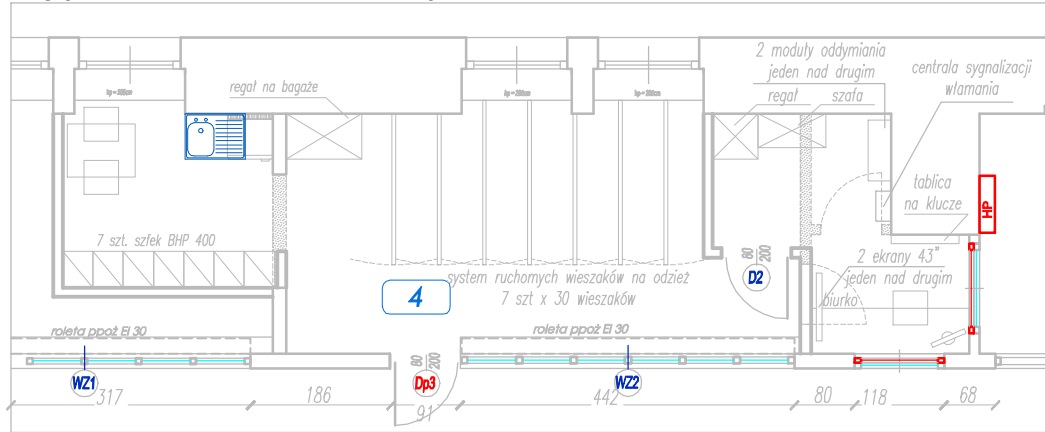 2 moduły oddymiania
jeden nad drugim
centrala sygnalizacji
włamania
regał na bagaże
regał
szafa
tablica
na klucze
HP
7 szt. szfek BHP 400
80
200
D2
2 ekrany 43"
jeden nad drugim
biurko
system ruchomych wieszaków na odzież
7 szt x 30 wieszaków
4
roleta ppoż EI 30
roleta ppoż EI 30
80
200
WZ1
Dp3
WZ2
317
186
91
442
80
118
68